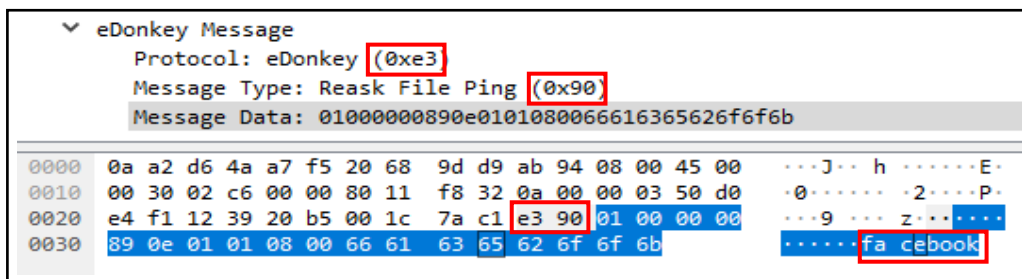 eDonkey Message
Protocol: eDonkey (0xe3)
Message Type: Reask File Ping (0x90)
Message Data: 01000000890e0101080066616365626f6f6b
0000 0a a2 d6 4a a7 f5 20 68 9d d9 ab 94 08 00 45 00 ···J·· h ······E·
0010 00 30 02 c6 00 00 80 11 f8 32 0a 00 00 03 50 d0 ·0······ ·2····P·
0020 e4 f1 12 39 20 b5 00 1c 7a c1 e3 90 01 00 00 00 ···9 ··· z·······
0030 89 0e 01 01 08 00 66 61 63 65 62 6f 6f 6b ······fa cebook